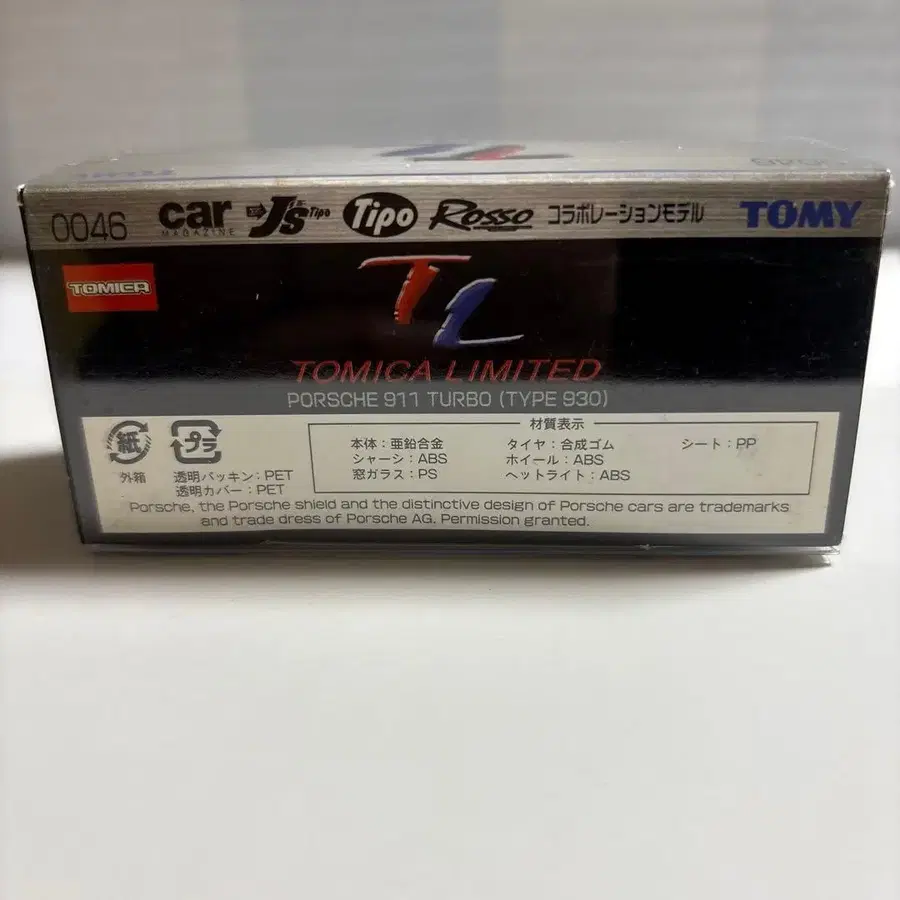 0046 car MAGAZINE J's Tipo Tipo Rosso コラボレーションモデル TOMY
TOMICA
TL
TOMICA LIMITED
PORSCHE 911 TURBO (TYPE 930)
材質表示
紙 プラ
外箱 透明パッキン：PET
透明カバー：PET
本体：亜鉛合金 タイヤ：合成ゴム シート：PP
シャーシ：ABS ホイール：ABS
窓ガラス：PS ヘットライト：ABS
Porsche, the Porsche shield and the distinctive design of Porsche cars are trademarks
and trade dress of Porsche AG. Permission granted.